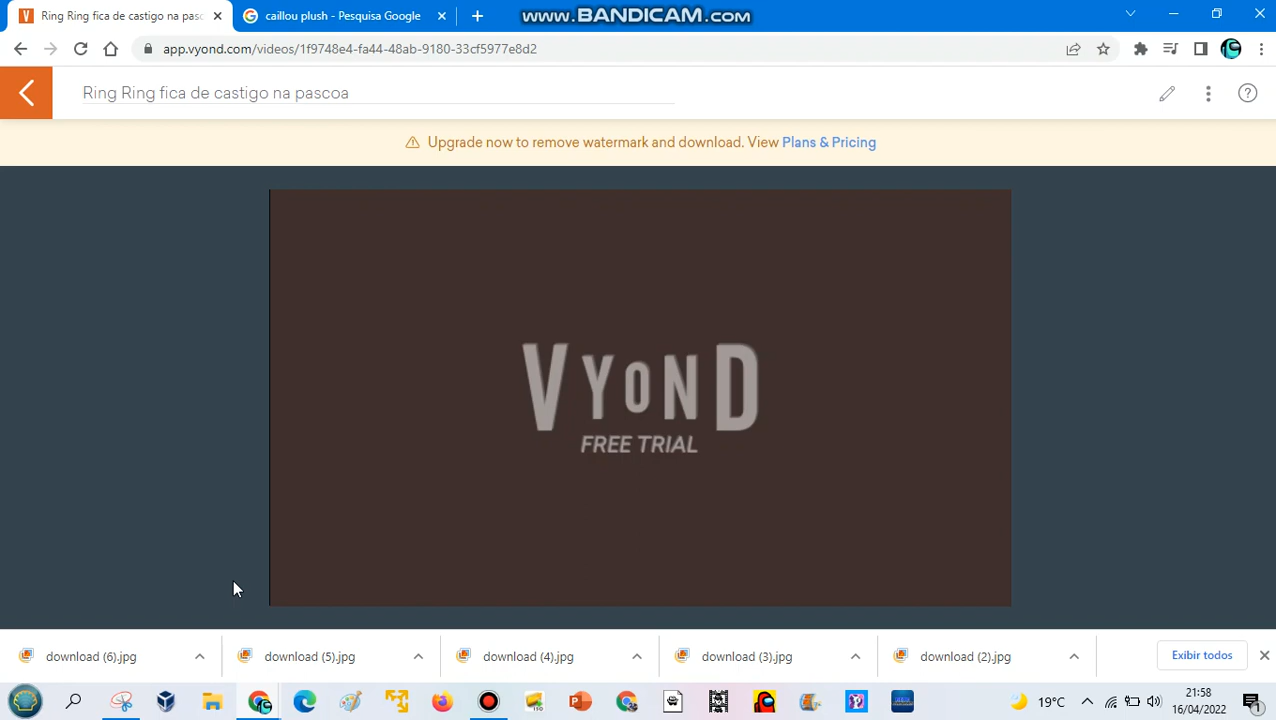 Ring Ring fica de castigo na pasc
caillou plush - Pesquisa Google
www.BANDICAM.com
app.vyond.com/videos/1f9748e4-fa44-48ab-9180-33cf5977e8d2
Ring Ring fica de castigo na pascoa
Upgrade now to remove watermark and download. View Plans & Pricing
VYOND
FREE TRIAL
download (6).jpg
download (5).jpg
download (4).jpg
download (3).jpg
download (2).jpg
Exibir todos
19°C
21:58
16/04/2022
1